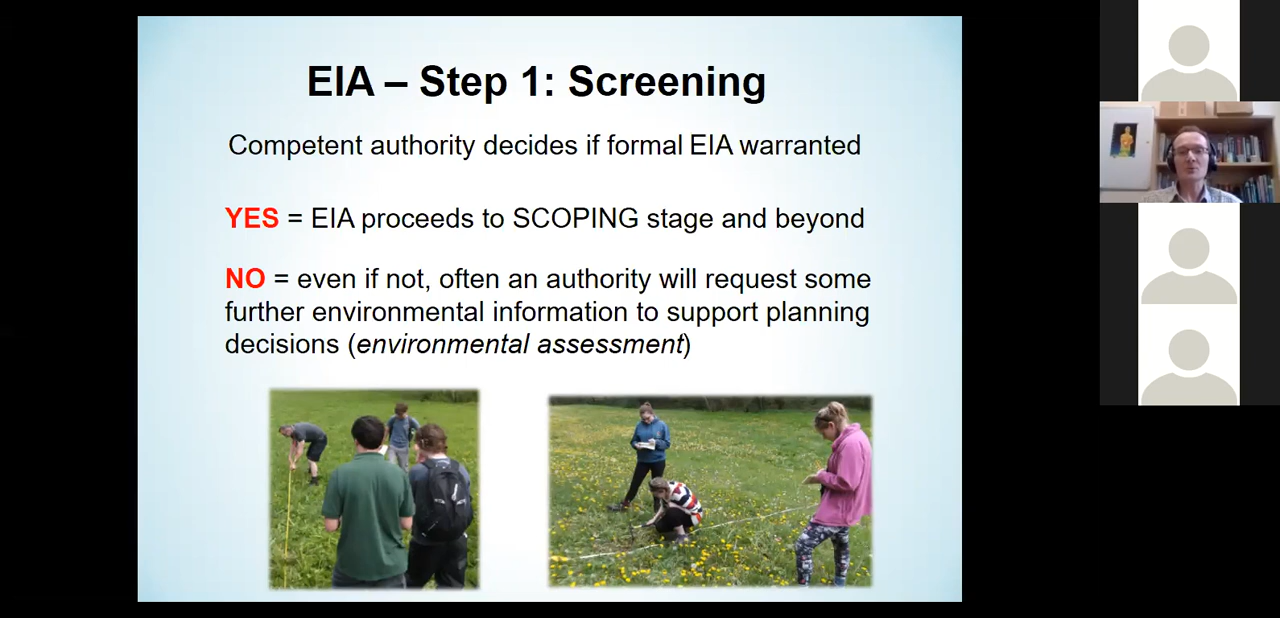 EIA – Step 1: Screening
Competent authority decides if formal EIA warranted
YES = EIA proceeds to SCOPING stage and beyond
NO = even if not, often an authority will request some
further environmental information to support planning
decisions (environmental assessment)